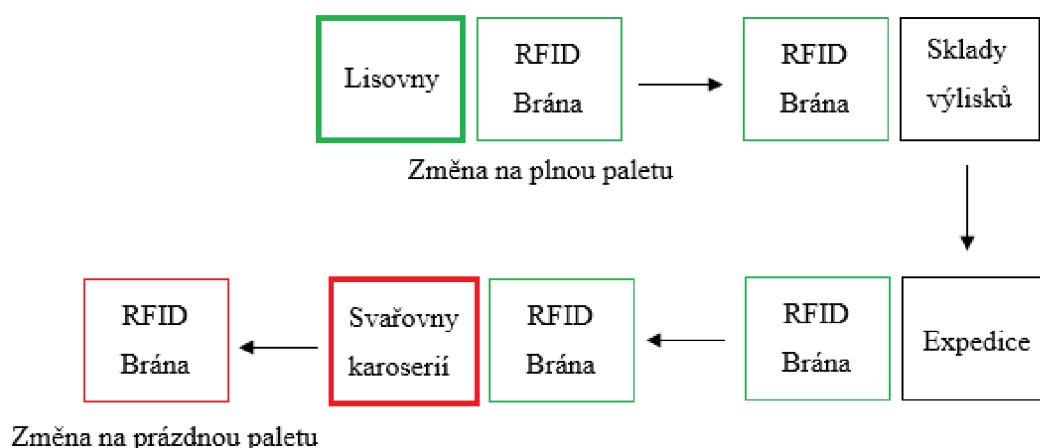 Lisovny
RFID
Brána
RFID
Brána
Sklady
výlisků
Změna na plnou paletu
RFID
Brána
Svařovny
karoserií
RFID
Brána
RFID
Brána
Expedice
Změna na prázdnou paletu